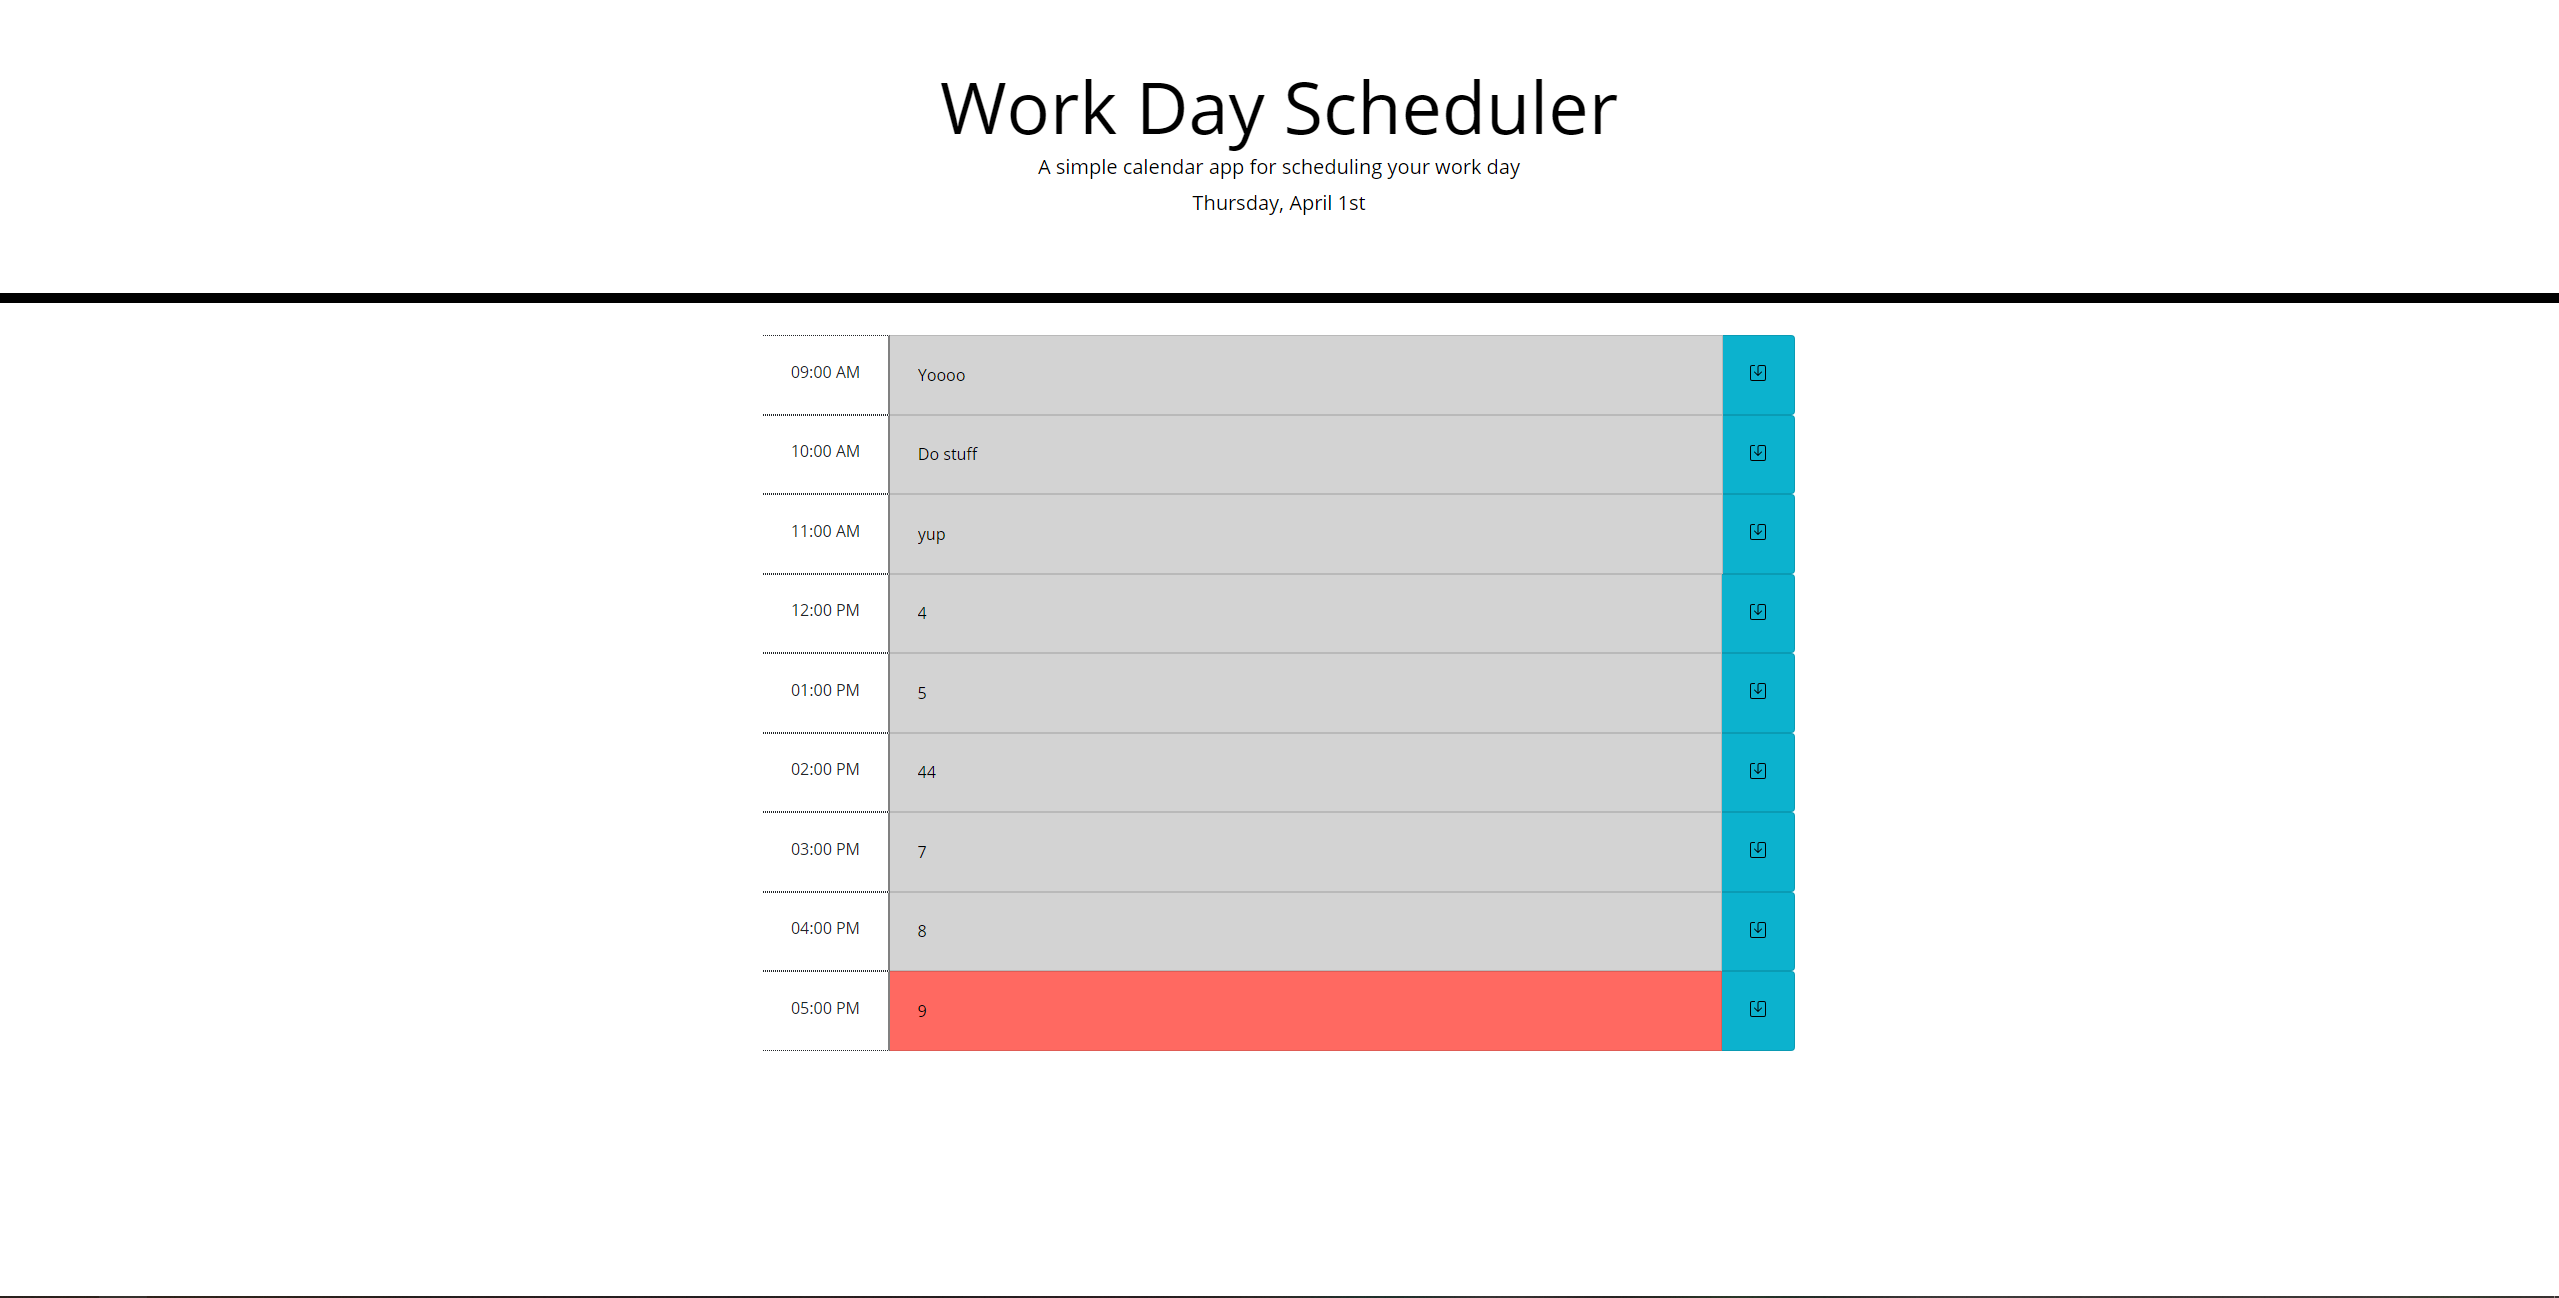 Work Day Scheduler
A simple calendar app for scheduling your work day
Thursday, April 1st
09:00 AM Yoooo
10:00 AM Do stuff
11:00 AM yup
12:00 PM 4
01:00 PM 5
02:00 PM 44
03:00 PM 7
04:00 PM 8
05:00 PM 9